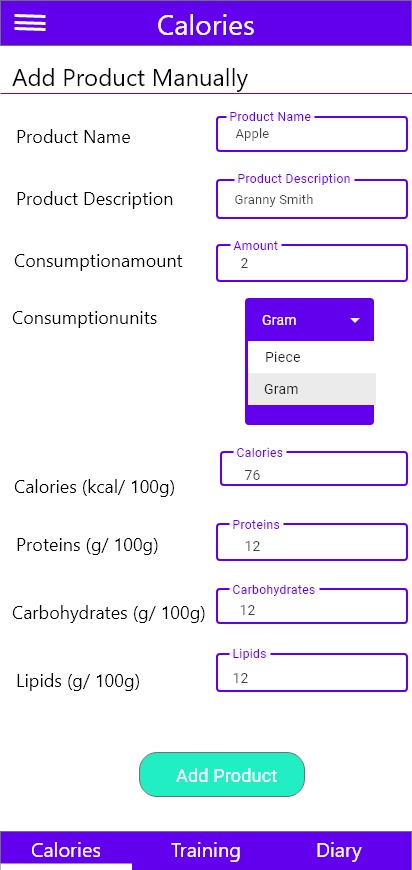 Calories
Add Product Manually
Product Name
Product Name
Apple
Product Description
Product Description
Granny Smith
Consumptionamount
Amount
2
Consumptionunits
Gram
Piece
Gram
Calories (kcal/ 100g)
Calories
76
Proteins (g/ 100g)
Proteins
12
Carbohydrates (g/ 100g)
Carbohydrates
12
Lipids (g/ 100g)
Lipids
12
Add Product
Calories Training Diary